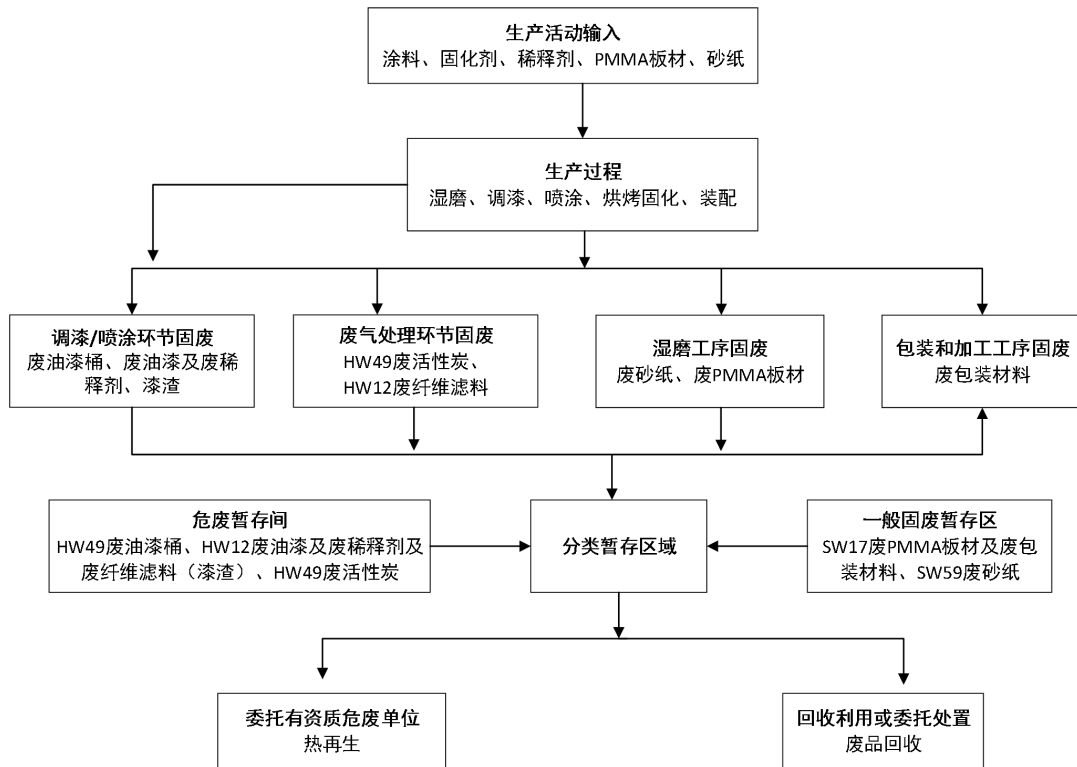 生产活动输入
涂料、固化剂、稀释剂、PMMA板材、砂纸
生产过程
湿磨、调漆、喷涂、烘烤固化、装配
调漆/喷涂环节固废
废油漆桶、废油漆及废稀
释剂、漆渣
废气处理环节固废
HW49废活性炭、
HW12废纤维滤料
湿磨工序固废
废砂纸、废PMMA板材
包装和加工工序固废
废包装材料
危废暂存间
HW49废油漆桶、HW12废油漆及废稀释剂及
废纤维滤料（漆渣）、HW49废活性炭
分类暂存区域
一般固废暂存区
SW17废PMMA板材及废包
装材料、SW59废砂纸
委托有资质危废单位
热再生
回收利用或委托处置
废品回收